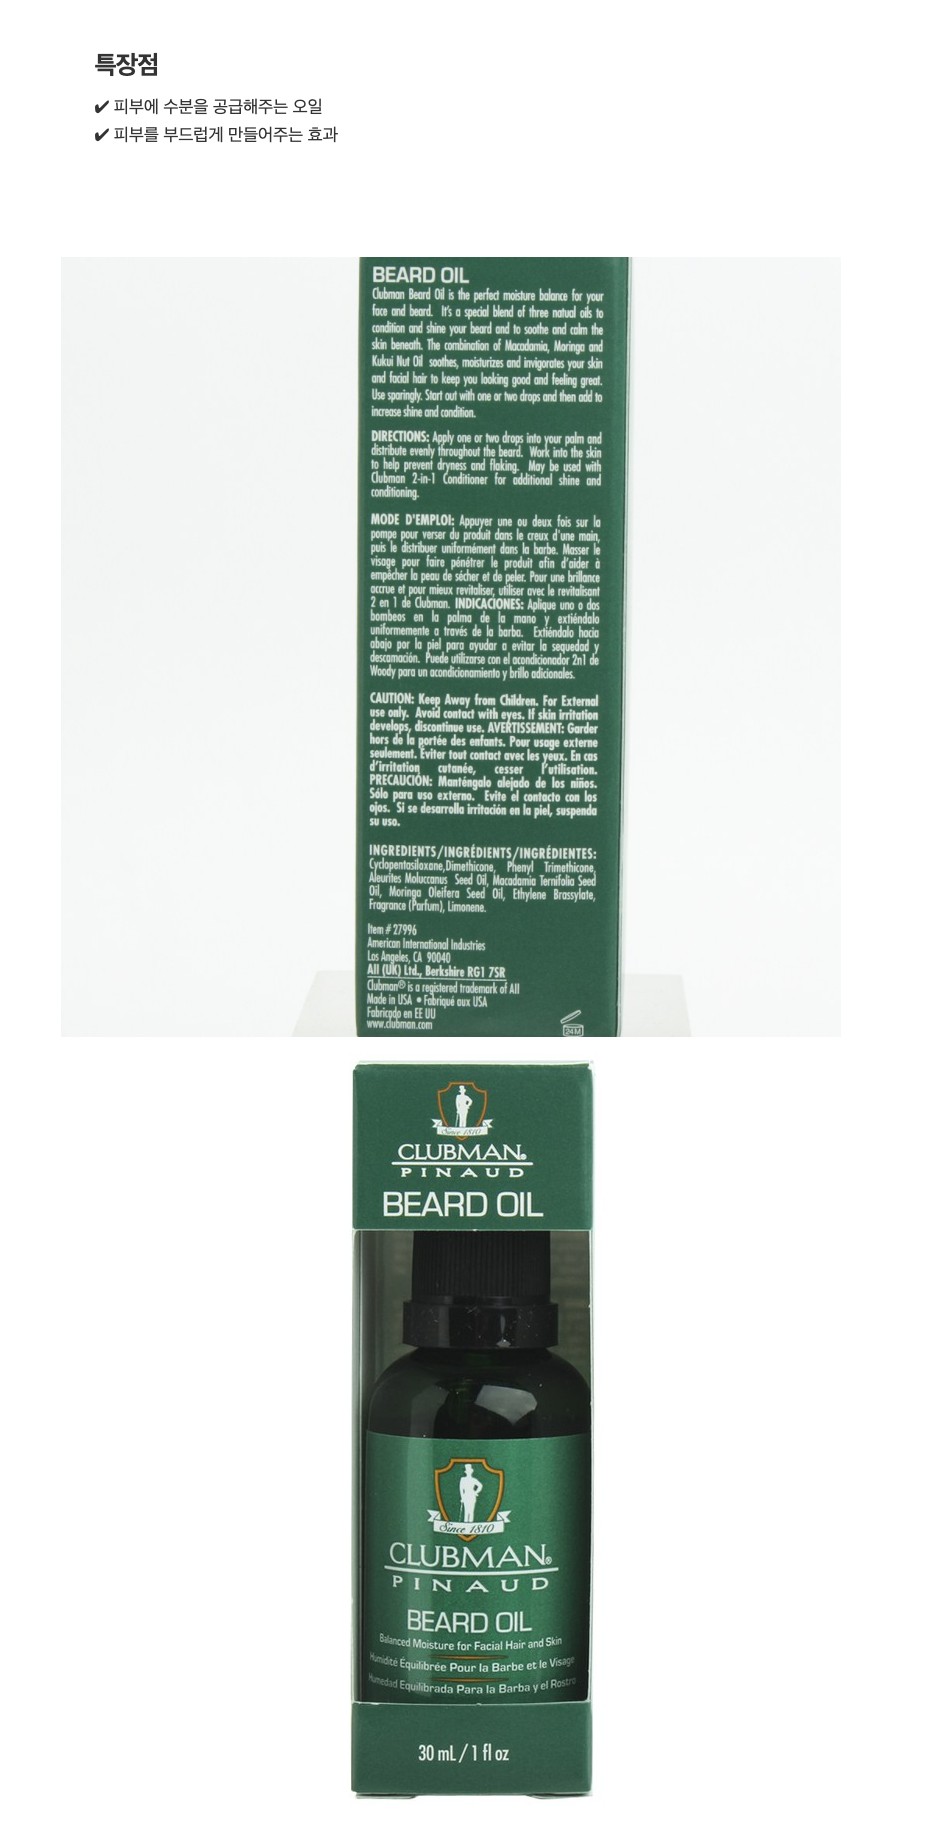 특장점
✔ 피부에 수분을 공급해주는 오일
✔ 피부를 부드럽게 만들어주는 효과
BEARD OIL
Clubman Beard Oil is the perfect moisture balance for your
face and beard. It's a special blend of three natual oils to
condition and shine your beard and to soothe and calm the
skin beneath. The combination of Macadamia, Moringa and
Kukui Nut Oil soothes, moisturizes and invigorates your skin
and facial hair to keep you looking good and feeling great.
Use sparingly. Start out with one or two drops and then add to
increase shine and condition.
DIRECTIONS: Apply one or two drops into your palm and
distribute evenly throughout the beard. Work into the skin
to help prevent dryness and flaking. May be used with
Clubman 2-in-1 Conditioner for additional shine and
conditioning.
MODE D'EMPLOI: Appuyer une ou deux fois sur la
pompe pour verser du produit dans le creux d'une main,
puis le distribuer uniformément dans la barbe. Masser le
visage pour faire pénétrer le produit afin d'aider à
empêcher la peau de sécher et de peler. Pour une brillance
accrue et pour mieux revitaliser, utiliser avec le revitalisant
2 en 1 de Clubman. INDICACIONES: Aplique uno o dos
bombeos en la palma de la mano y extiéndalo
uniformemente a través de la barba. Extiéndalo hacia
abajo por la piel para ayudar a evitar la sequedad y
descamación. Puede utilizarse con el acondicionador 2n1 de
Woody para un acondicionamiento y brillo adicionales.
CAUTION: Keep Away from Children. For External
use only. Avoid contact with eyes. If skin irritation
develops, discontinue use. AVERTISSEMENT: Garder
hors de la portée des enfants. Pour usage externe
seulement. Éviter tout contact avec les yeux. En cas
d'irritation cutanée, cesser l'utilisation.
PRECAUCIÓN: Manténgalo alejado de los niños.
Sólo para uso externo. Evite el contacto con los
ojos. Si se desarrolla irritación en la piel, suspenda
su uso.
INGREDIENTS/INGRÉDIENTS/INGRÉDIENTES:
Cyclopentasiloxane,Dimethicone, Phenyl Trimethicone,
Aleurites Moluccanus Seed Oil, Macadamia Ternifolia Seed
Oil, Moringa Oleifera Seed Oil, Ethylene Brassylate,
Fragrance (Parfum), Limonene.
Item # 27996
American International Industries
Los Angeles, CA 90040
AII (UK) Ltd., Berkshire RG1 7SR
Clubman® is a registered trademark of AII
Made in USA • Fabriqué aux USA
Fabricado en EE UU
www.clubman.com
24M
Since 1810
CLUBMAN®
PINAUD
BEARD OIL
Since 1810
CLUBMAN®
PINAUD
BEARD OIL
Balanced Moisture for Facial Hair and Skin
Humidité Équilibrée Pour la Barbe et le Visage
Humedad Equilibrada Para la Barba y el Rostro
30 mL / 1 fl oz